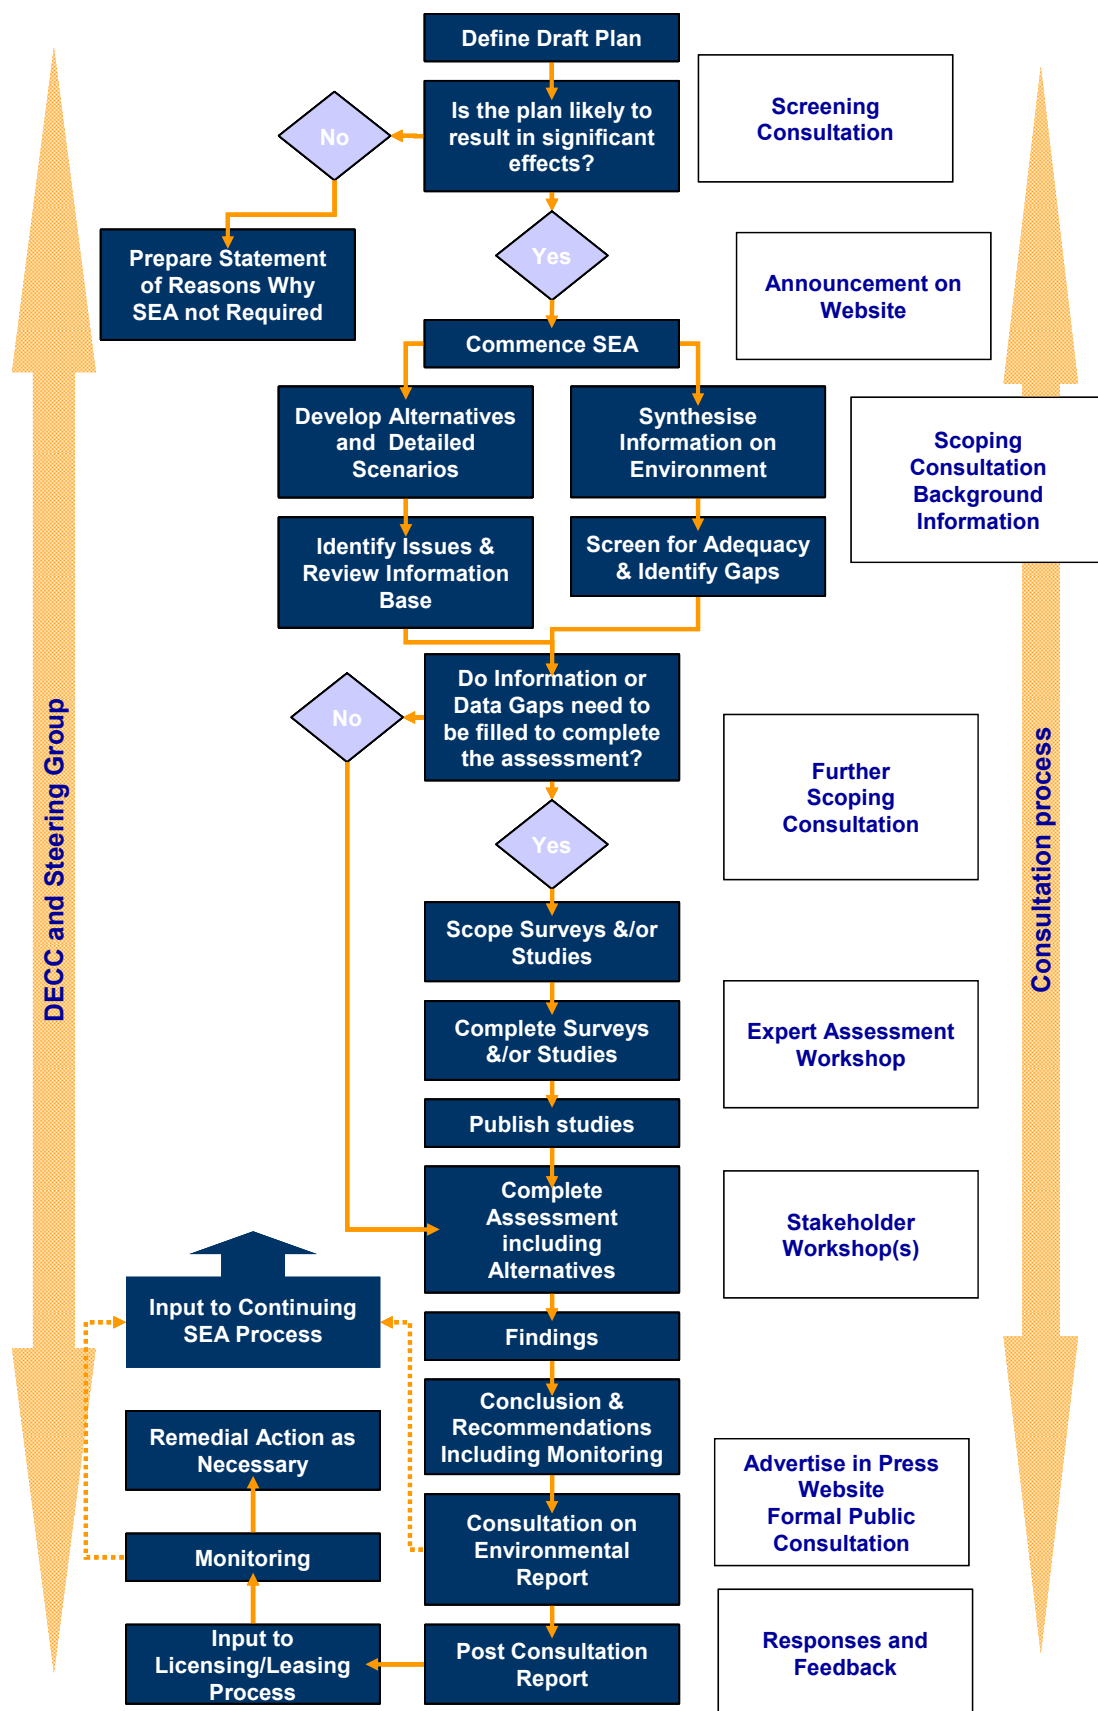 Define Draft Plan
Is the plan likely to
result in significant
effects?
No
Screening
Consultation
Prepare Statement
of Reasons Why
SEA not Required
Yes
Announcement on
Website
Commence SEA
Develop Alternatives
and Detailed
Scenarios
Synthesise
Information on
Environment
Scoping
Consultation
Background
Information
Identify Issues &
Review Information
Base
Screen for Adequacy
& Identify Gaps
Do Information or
Data Gaps need to
be filled to complete
the assessment?
No
Further
Scoping
Consultation
Yes
DECC and Steering Group
Consultation process
Scope Surveys &/or
Studies
Complete Surveys
&/or Studies
Expert Assessment
Workshop
Publish studies
Complete
Assessment
including
Alternatives
Stakeholder
Workshop(s)
Input to Continuing
SEA Process
Findings
Conclusion &
Recommendations
Including Monitoring
Remedial Action as
Necessary
Advertise in Press
Website
Formal Public
Consultation
Consultation on
Environmental
Report
Monitoring
Input to
Licensing/Leasing
Process
Post Consultation
Report
Responses and
Feedback